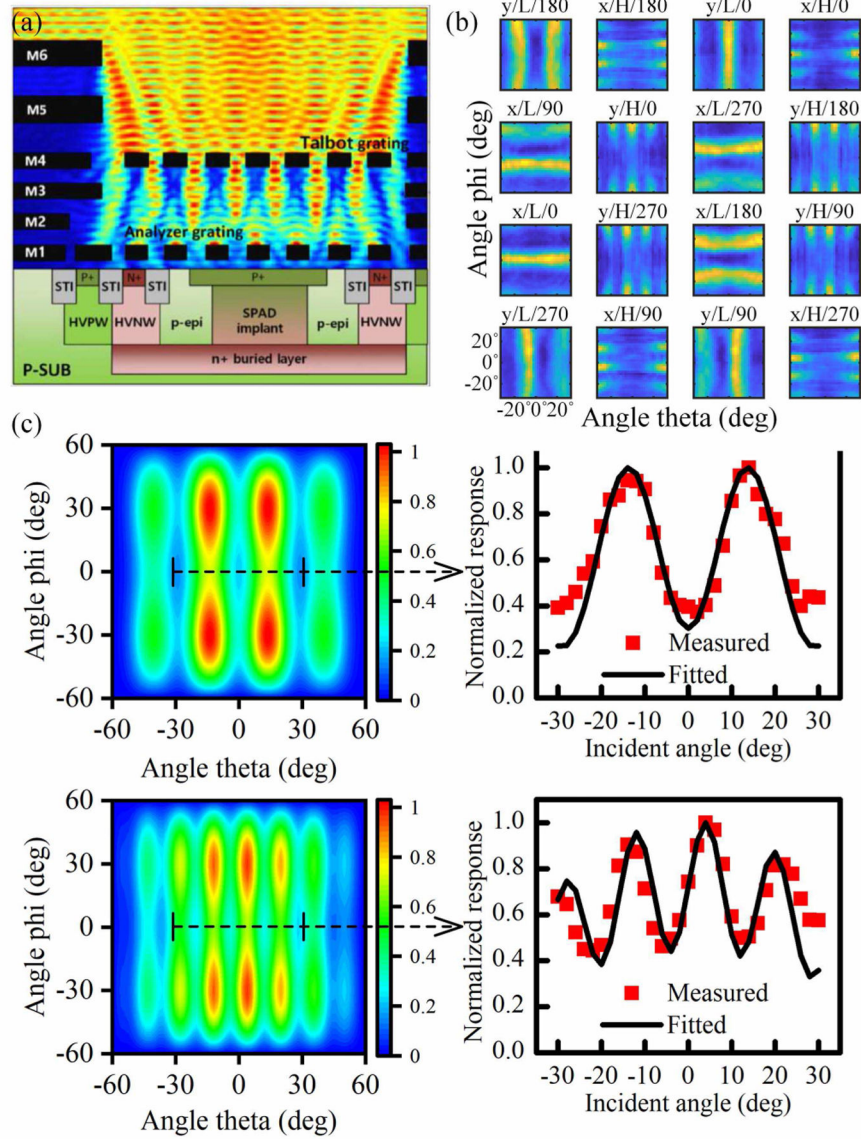 (a)
M6
M5
Talbot grating
M4
M3
M2
Analyzer grating
M1
P+ N+ P+ N+
STI STI STI STI STI
HVPW HVNW p-epi SPAD implant p-epi HVNW
n+ buried layer
P-SUB
(b)
y/L/180 x/H/180 y/L/0 x/H/0
x/L/90 y/H/0 x/L/270 y/H/180
x/L/0 y/H/270 x/L/180 y/H/90
y/L/270 x/H/90 y/L/90 x/H/270
Angle phi (deg)
20°
0°
-20°
-20°0°20°
Angle theta (deg)
(c)
60
30
0
-30
-60
Angle phi (deg)
-60 -30 0 30 60
Angle theta (deg)
1
0.8
0.6
0.4
0.2
0
Normalized response
1.0
0.8
0.6
0.4
0.2
0.0
Measured
Fitted
-30 -20 -10 0 10 20 30
Incident angle (deg)
60
30
0
-30
-60
Angle phi (deg)
-60 -30 0 30 60
Angle theta (deg)
1
0.8
0.6
0.4
0.2
0
Normalized response
1.0
0.8
0.6
0.4
0.2
0.0
Measured
Fitted
-30 -20 -10 0 10 20 30
Incident angle (deg)